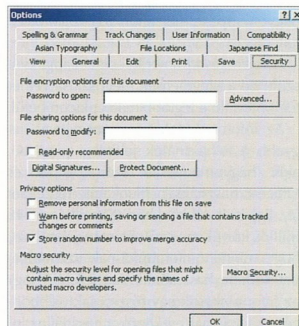 Options
Spelling & Grammar Track Changes User Information Compatibility
Asian Typography File Locations Japanese Find
View General Edit Print Save Security
File encryption options for this document
Password to open:
Advanced...
File sharing options for this document
Password to modify:
Read-only recommended
Digital Signatures... Protect Document...
Privacy options
Remove personal information from this file on save
Warn before printing, saving or sending a file that contains tracked
changes or comments
Store random number to improve merge accuracy
Macro security
Adjust the security level for opening files that might
contain macro viruses and specify the names of
trusted macro developers.
Macro Security...
OK Cancel